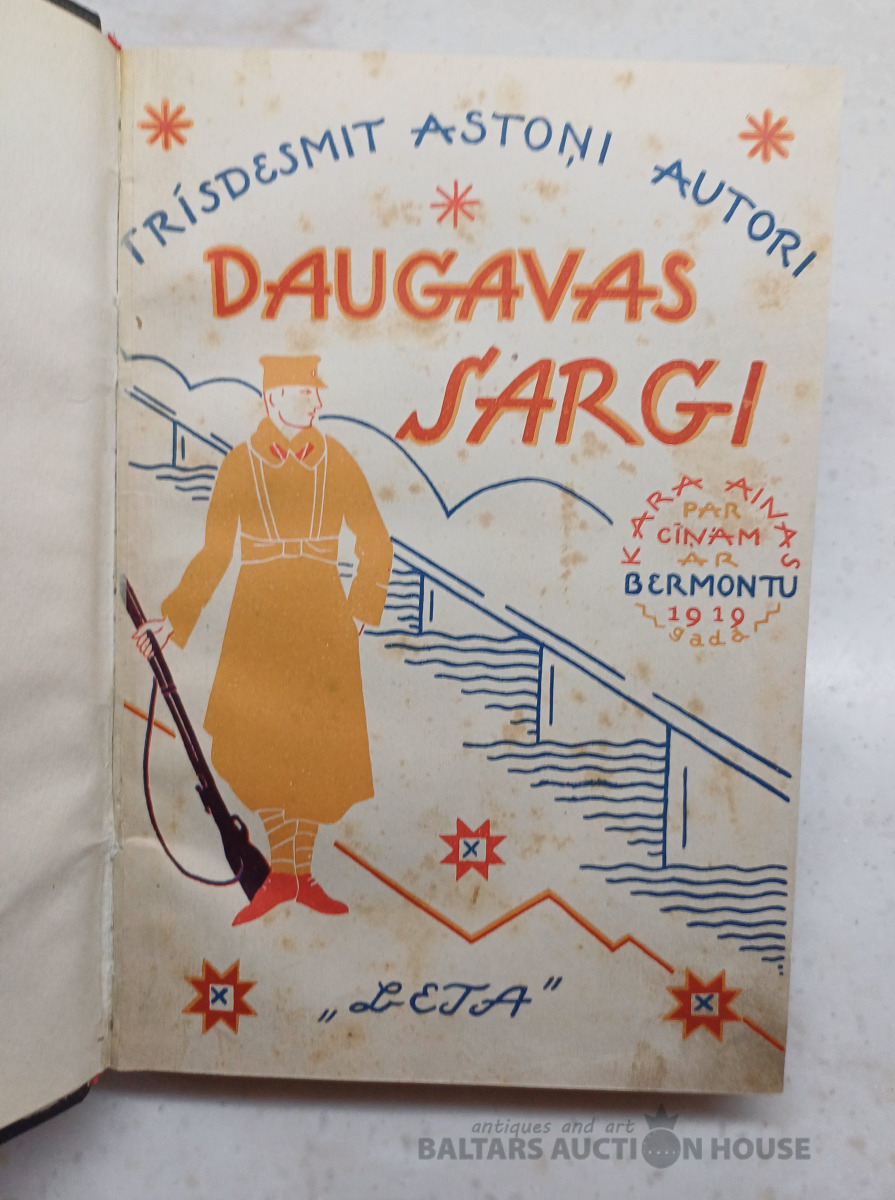 TRĪSDESMIT ASTOŅI AUTORI
DAUGAVAS
SARGI
KARA AINAS
PAR
CĪŅĀM
AR
BERMONTU
1919
gadā
„LETA”
antiques and art
BALTARS AUCTION HOUSE